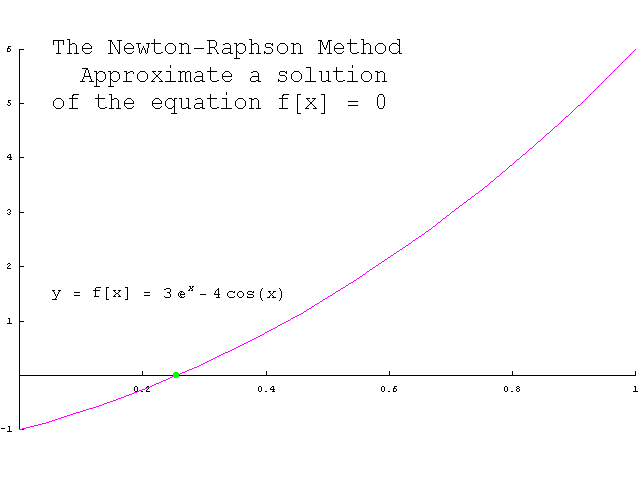 The Newton-Raphson Method
Approximate a solution
of the equation f[x] = 0
6
5
4
3
2
y = f[x] = 3 e^x - 4 cos(x)
1
0.2 0.4 0.6 0.8 1
-1